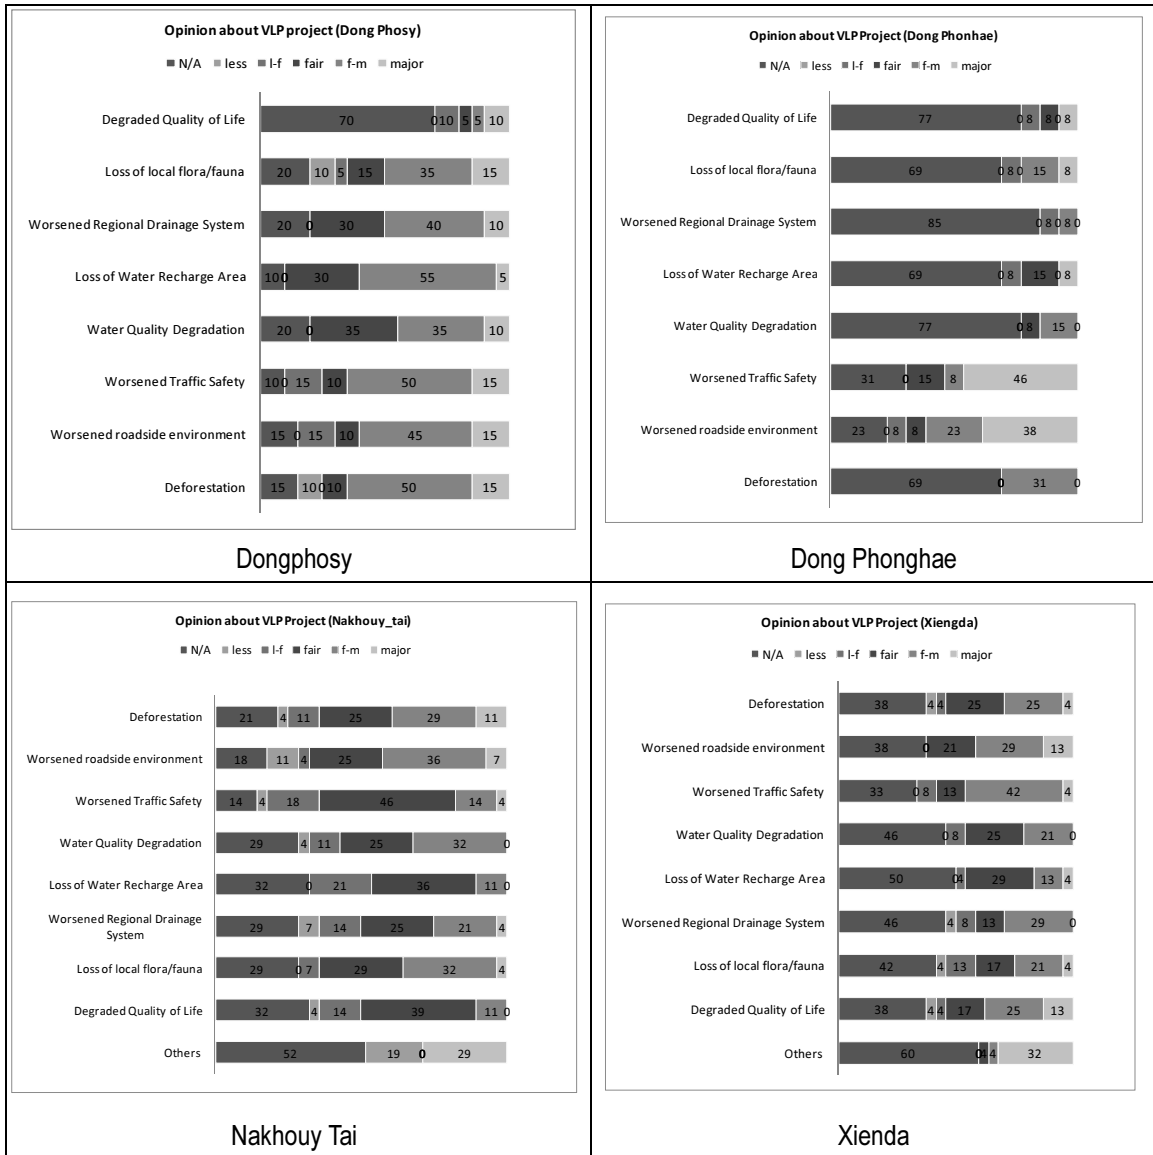 Opinion about VLP project (Dong Phosy)
N/A less l-f fair f-m major
Degraded Quality of Life 70 0 10 5 5 10
Loss of local flora/fauna 20 10 5 15 35 15
Worsened Regional Drainage System 20 0 30 40 10
Loss of Water Recharge Area 10 0 30 55 5
Water Quality Degradation 20 0 35 35 10
Worsened Traffic Safety 10 0 15 10 50 15
Worsened roadside environment 15 0 15 10 45 15
Deforestation 15 10 0 10 50 15
Dongphosy
Opinion about VLP Project (Dong Phonhae)
N/A less l-f fair f-m major
Degraded Quality of Life 77 0 8 8 0 8
Loss of local flora/fauna 69 0 8 0 15 8
Worsened Regional Drainage System 85 0 8 0 8 0
Loss of Water Recharge Area 69 0 8 15 0 8
Water Quality Degradation 77 0 8 15 0
Worsened Traffic Safety 31 0 15 8 46
Worsened roadside environment 23 0 8 8 23 38
Deforestation 69 0 31 0
Dong Phonghae
Opinion about VLP Project (Nakhouy_tai)
N/A less l-f fair f-m major
Deforestation 21 4 11 25 29 11
Worsened roadside environment 18 11 4 25 36 7
Worsened Traffic Safety 14 4 18 46 14 4
Water Quality Degradation 29 4 11 25 32 0
Loss of Water Recharge Area 32 0 21 36 11 0
Worsened Regional Drainage
System 29 7 14 25 21 4
Loss of local flora/fauna 29 0 7 29 32 4
Degraded Quality of Life 32 4 14 39 11 0
Others 52 19 0 29
Nakhouy Tai
Opinion about VLP Project (Xiengda)
N/A less l-f fair f-m major
Deforestation 38 4 4 25 25 4
Worsened roadside environment 38 0 21 29 13
Worsened Traffic Safety 33 0 8 13 42 4
Water Quality Degradation 46 0 8 25 21 0
Loss of Water Recharge Area 50 0 4 29 13 4
Worsened Regional Drainage System 46 4 8 13 29 0
Loss of local flora/fauna 42 4 13 17 21 4
Degraded Quality of Life 38 4 4 17 25 13
Others 60 0 4 4 32
Xienda